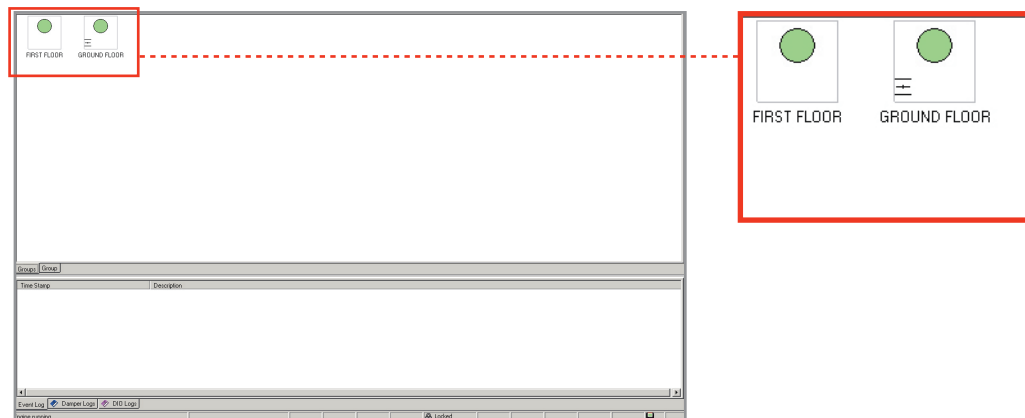 FIRST FLOOR GROUND FLOOR
FIRST FLOOR GROUND FLOOR
Groups Group
Time Stamp Description
Event Log Damper Logs DIO Logs
running Locked